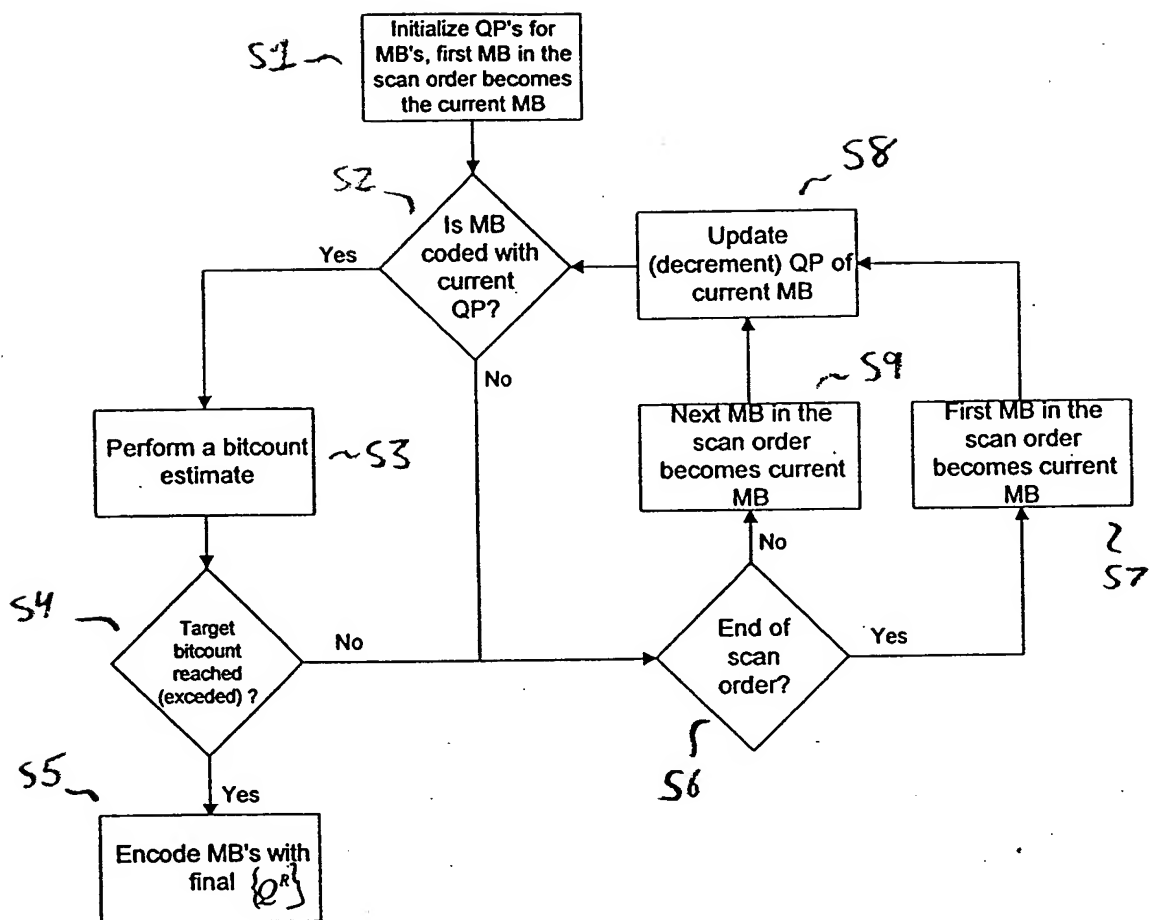 Initialize QP's for
MB's, first MB in the
scan order becomes
the current MB
S1
S2
Is MB
coded with
current
QP?
Yes
No
S8
Update
(decrement) QP of
current MB
S9
Next MB in the
scan order
becomes current
MB
First MB in the
scan order
becomes current
MB
S7
Perform a bitcount
estimate
S3
S4
Target
bitcount
reached
(exceded) ?
No
Yes
End of
scan
order?
No
Yes
S6
S5
Encode MB's with
final {Q^R}